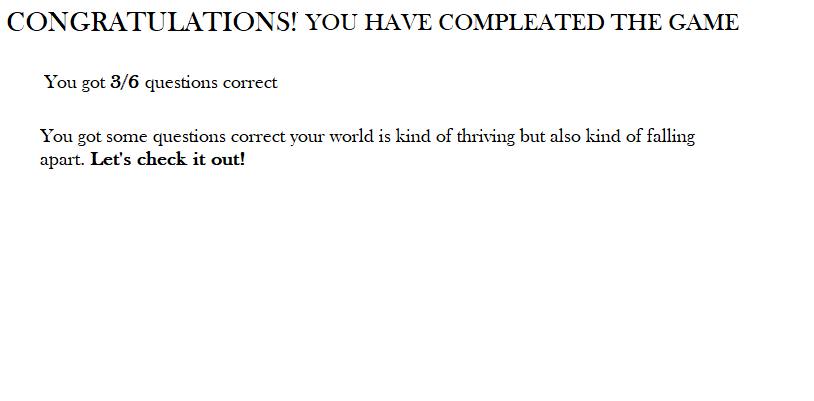 CONGRATULATIONS! YOU HAVE COMPLEATED THE GAME
You got 3/6 questions correct
You got some questions correct your world is kind of thriving but also kind of falling
apart. Let's check it out!